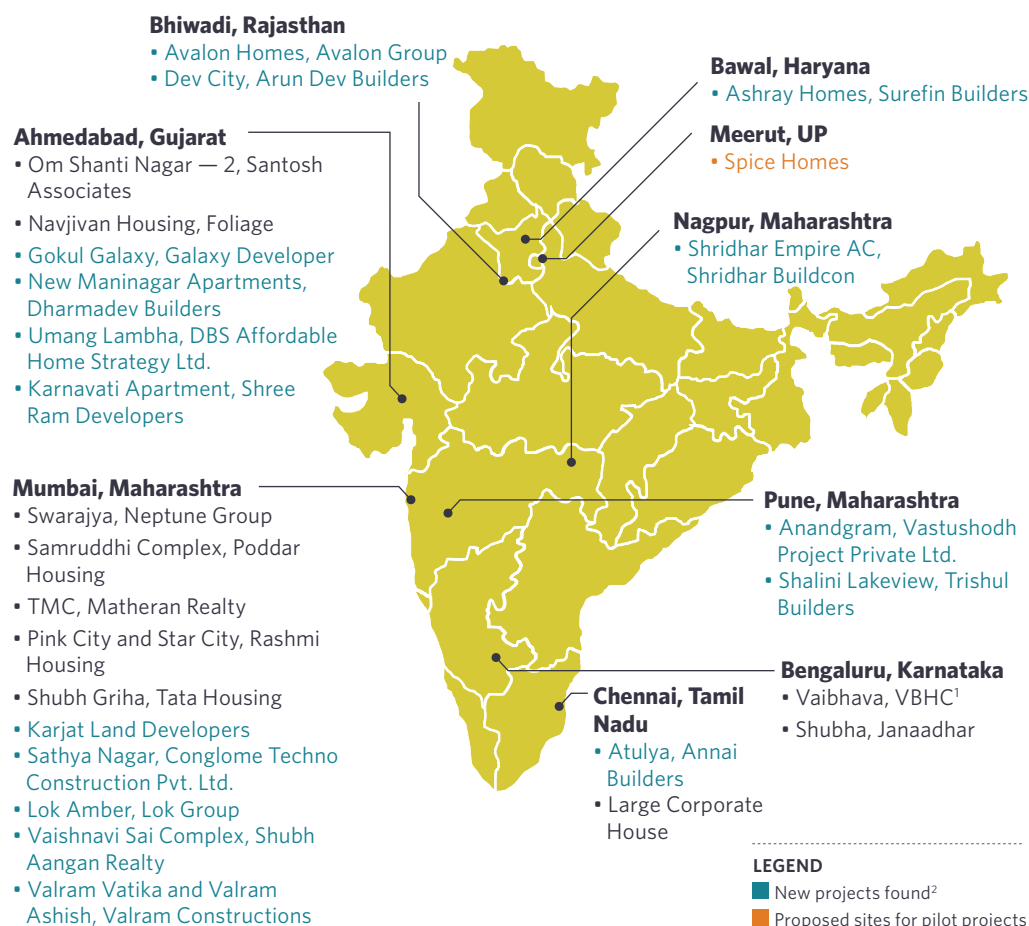 Bhiwadi, Rajasthan
• Avalon Homes, Avalon Group
• Dev City, Arun Dev Builders
Bawal, Haryana
• Ashray Homes, Surefin Builders
Meerut, UP
• Spice Homes
Ahmedabad, Gujarat
• Om Shanti Nagar — 2, Santosh
Associates
• Navjivan Housing, Foliage
• Gokul Galaxy, Galaxy Developer
• New Maninagar Apartments,
Dharmadev Builders
• Umang Lambha, DBS Affordable
Home Strategy Ltd.
• Karnavati Apartment, Shree
Ram Developers
Nagpur, Maharashtra
• Shridhar Empire AC,
Shridhar Buildcon
Mumbai, Maharashtra
• Swarajya, Neptune Group
• Samruddhi Complex, Poddar
Housing
• TMC, Matheran Realty
• Pink City and Star City, Rashmi
Housing
• Shubh Griha, Tata Housing
• Karjat Land Developers
• Sathya Nagar, Conglome Techno
Construction Pvt. Ltd.
• Lok Amber, Lok Group
• Vaishnavi Sai Complex, Shubh
Aangan Realty
• Valram Vatika and Valram
Ashish, Valram Constructions
Pune, Maharashtra
• Anandgram, Vastushodh
Project Private Ltd.
• Shalini Lakeview, Trishul
Builders
Bengaluru, Karnataka
• Vaibhava, VBHC¹
• Shubha, Janaadhar
Chennai, Tamil
Nadu
• Atulya, Annai
Builders
• Large Corporate
House
LEGEND
New projects found²
Proposed sites for pilot projects